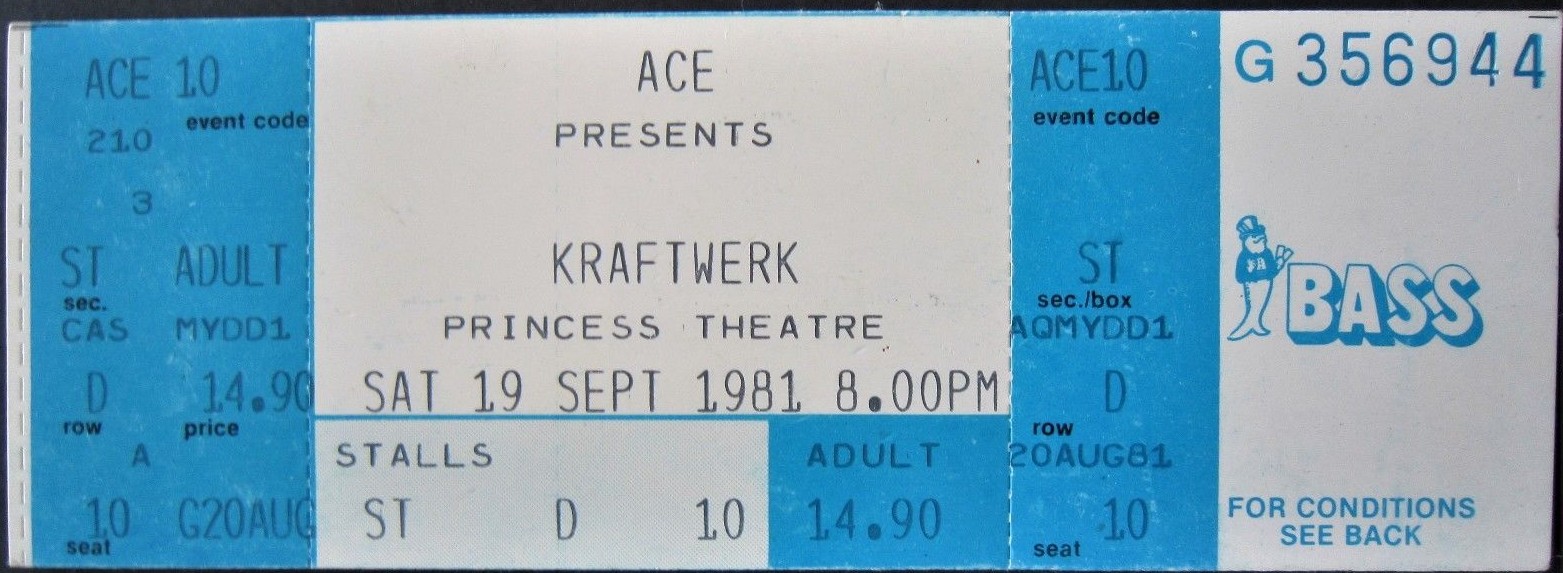 ACE 10
event code
210
3
ST ADULT
sec.
CAS MYDD1
D 14.90
row price
A
10 G20AUG
seat
ACE
PRESENTS
KRAFTWERK
PRINCESS THEATRE
SAT 19 SEPT 1981 8.00PM
STALLS ADULT
ST D 10 14.90
ACE10
event code
ST
sec./box
AQMYDD1
D
row
20AUG81
10
seat
G 356944
BASS
FOR CONDITIONS
SEE BACK